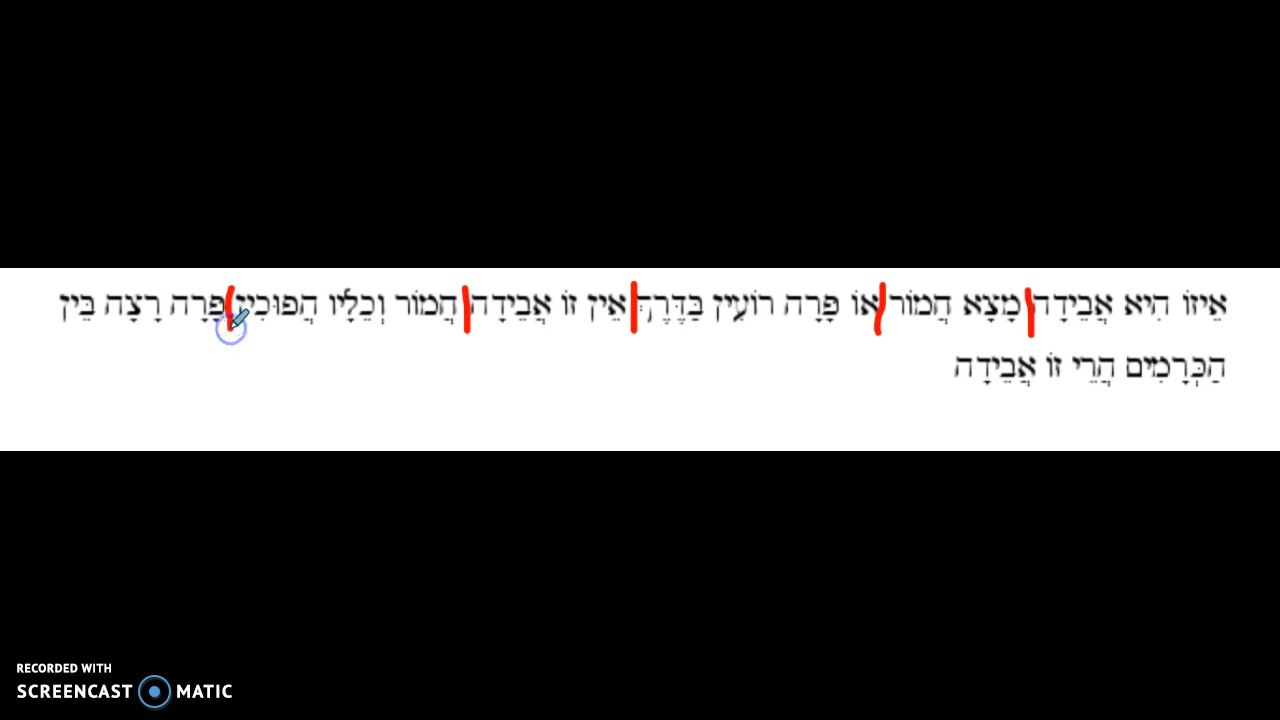 אֵיזוֹ הִיא אֲבֵידָה מָצָא חֲמוֹר אוֹ פָּרָה רוֹעִין בַּדֶּרֶךְ אֵין זוֹ אֲבֵידָה חֲמוֹר וְכֵלָיו הֲפוּכִין פָּרָה רָצָה בֵּין
הַכְּרָמִים הֲרֵי זוֹ אֲבֵידָה
RECORDED WITH
SCREENCAST MATIC